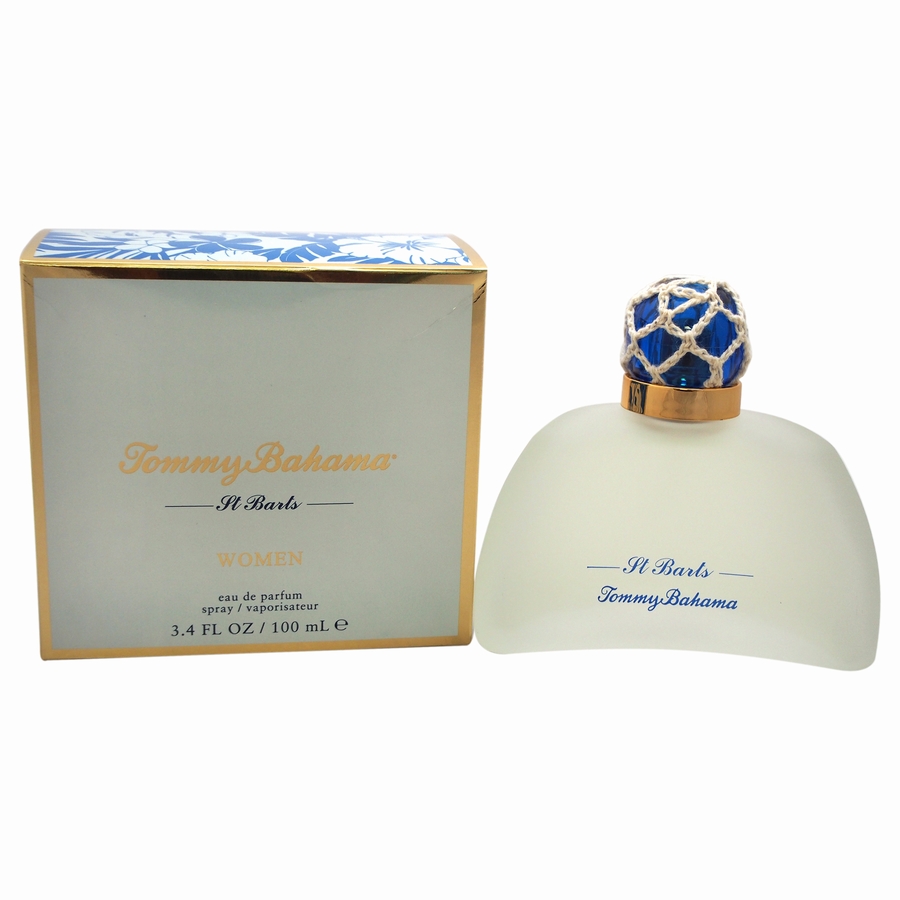 Tommy Bahama
St Barts
WOMEN
eau de parfum
spray / vaporisateur
3.4 FL OZ / 100 mL ℮
St Barts
Tommy Bahama